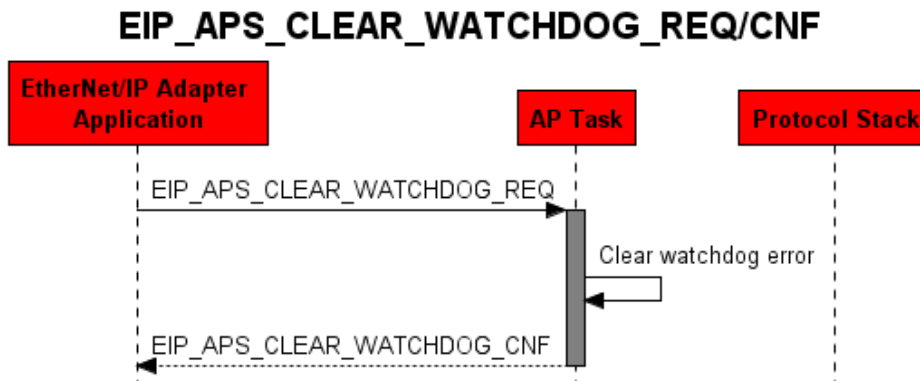 EIP_APS_CLEAR_WATCHDOG_REQ/CNF
EtherNet/IP Adapter
Application
AP Task
Protocol Stack
EIP_APS_CLEAR_WATCHDOG_REQ
Clear watchdog error
EIP_APS_CLEAR_WATCHDOG_CNF